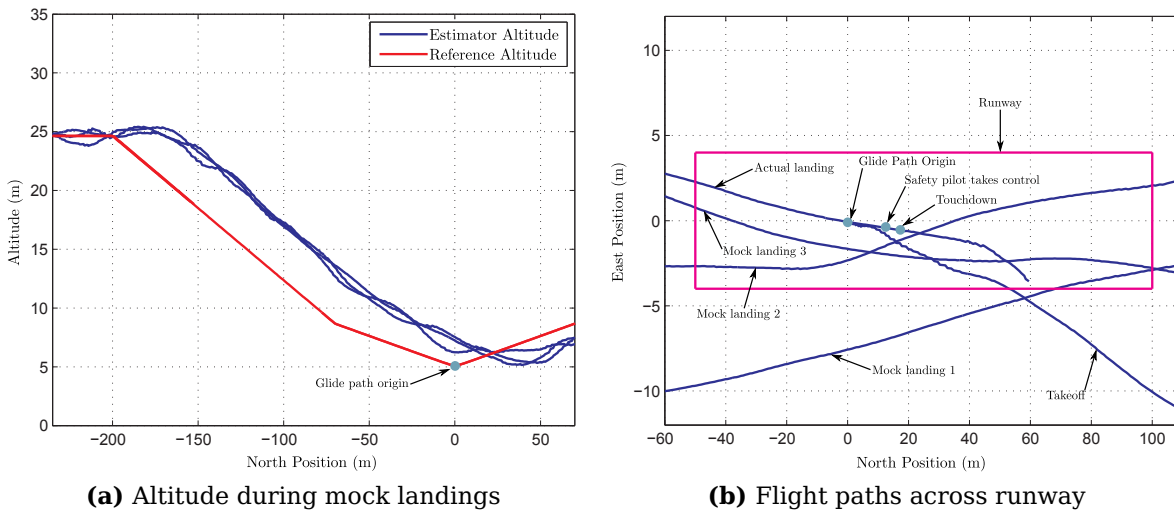 35
30
25
20
15
10
5
0
Altitude (m)
−200
−150
−100
−50
0
50
North Position (m)
Estimator Altitude
Reference Altitude
Glide path origin
(a) Altitude during mock landings
10
5
0
−5
−10
East Position (m)
−60
−40
−20
0
20
40
60
80
100
North Position (m)
Runway
Glide Path Origin
Actual landing
Safety pilot takes control
Touchdown
Mock landing 3
Mock landing 2
Mock landing 1
Takeoff
(b) Flight paths across runway